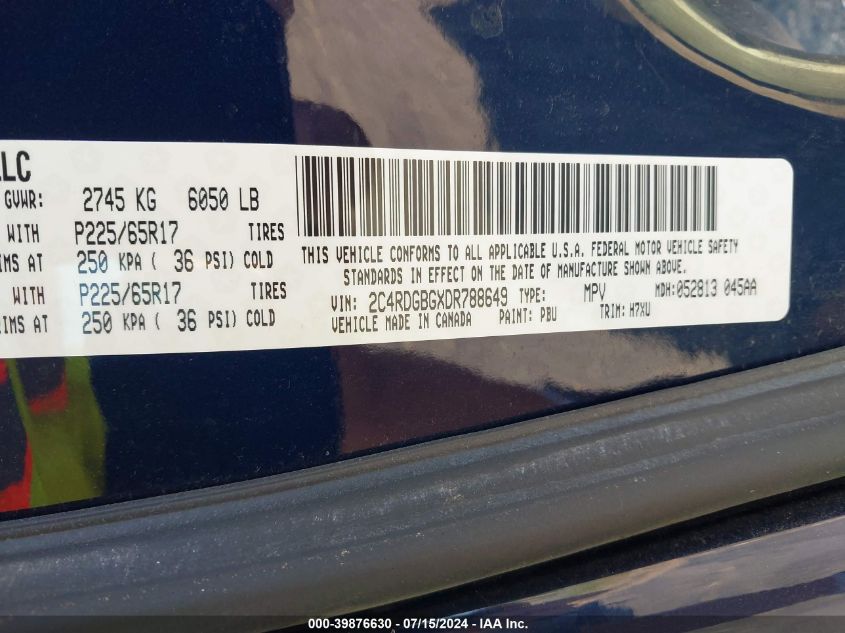 LLC
GVWR: 2745 KG 6050 LB
WITH P225/65R17 TIRES
IMS AT 250 KPA ( 36 PSI) COLD
WITH P225/65R17 TIRES
RIMS AT 250 KPA ( 36 PSI) COLD
THIS VEHICLE CONFORMS TO ALL APPLICABLE U.S.A. FEDERAL MOTOR VEHICLE SAFETY
STANDARDS IN EFFECT ON THE DATE OF MANUFACTURE SHOWN ABOVE.
VIN: 2C4RDGBGXDR788649 TYPE: MPV MDH:052813 045AA
VEHICLE MADE IN CANADA PAINT: PBU TRIM: H7XU
000-39876630 - 07/15/2024 - IAA Inc.